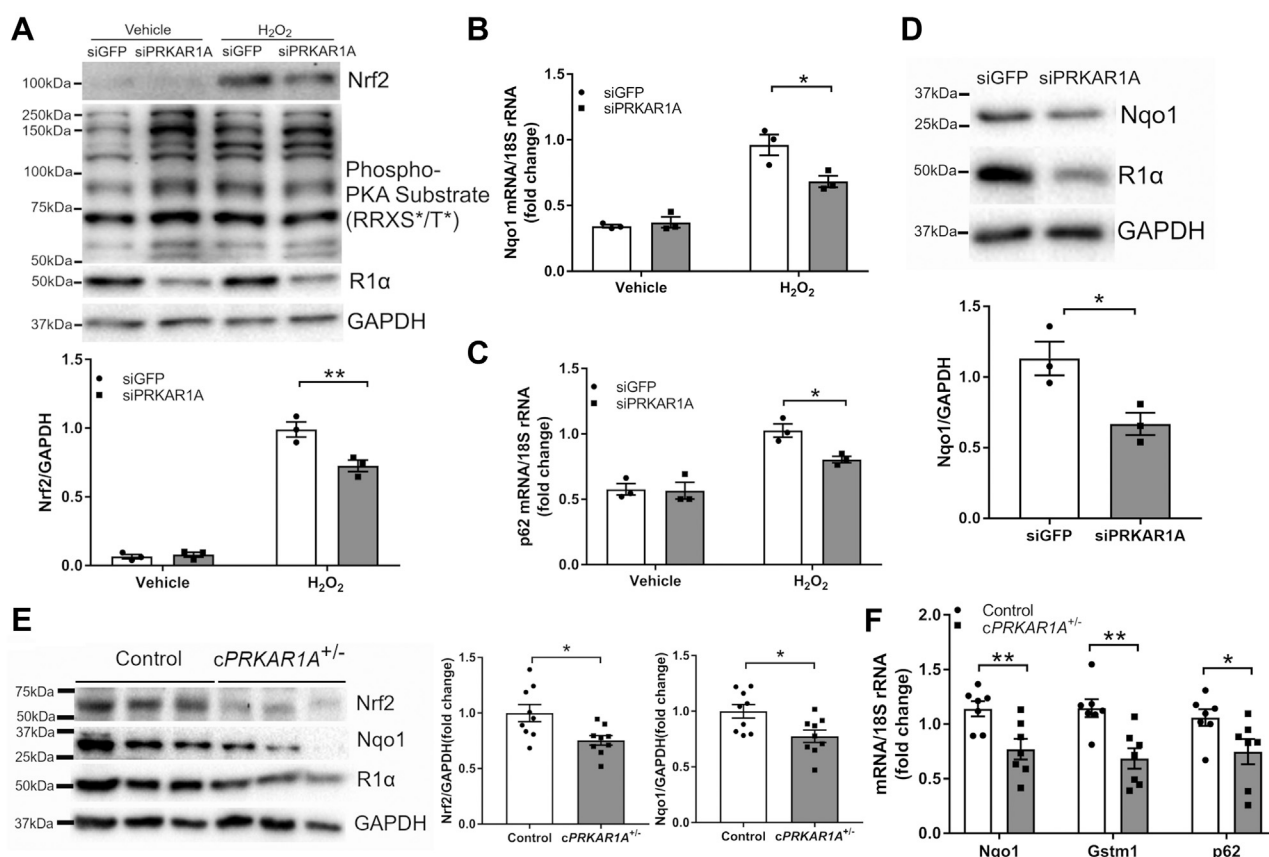 A
Vehicle H₂O₂
siGFP siPRKAR1A siGFP siPRKAR1A
100kDa Nrf2
250kDa
150kDa
100kDa
75kDa
50kDa
Phospho-
PKA Substrate
(RRXS*/T*)
50kDa R1α
37kDa GAPDH
1.5
1.0
0.5
0.0
Nrf2/GAPDH
siGFP
siPRKAR1A
**
Vehicle H₂O₂
B
1.5
1.0
0.5
0.0
Nqo1 mRNA/18S rRNA
(fold change)
siGFP
siPRKAR1A
*
Vehicle H₂O₂
C
1.5
1.0
0.5
0.0
p62 mRNA/18S rRNA
(fold change)
siGFP
siPRKAR1A
*
Vehicle H₂O₂
D
siGFP siPRKAR1A
37kDa
25kDa
Nqo1
50kDa R1α
37kDa GAPDH
1.5
1.0
0.5
0.0
Nqo1/GAPDH
*
siGFP siPRKAR1A
E
Control cPRKAR1A+/-
75kDa
50kDa
Nrf2
37kDa
25kDa
Nqo1
50kDa R1α
37kDa GAPDH
1.5
1.0
0.5
0.0
Nrf2/GAPDH(fold change)
*
Control cPRKAR1A+/-
1.5
1.0
0.5
0.0
Nqo1/GAPDH(fold change)
*
Control cPRKAR1A+/-
F
2.0
1.5
1.0
0.5
0.0
mRNA/18S rRNA
(fold change)
Control
cPRKAR1A+/-
**
**
*
Nqo1 Gstm1 p62